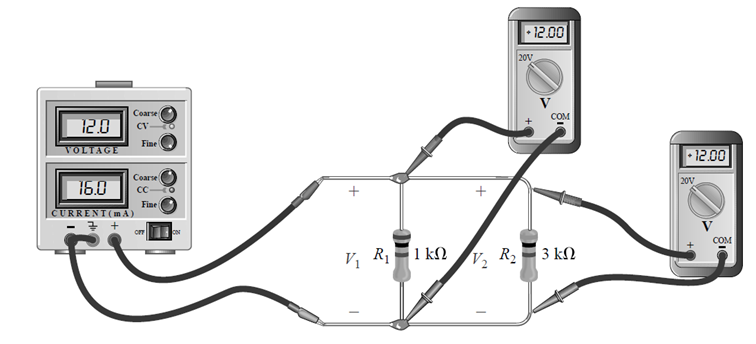 12.0
VOLTAGE
Coarse
CV
Fine
16.0
CURRENT (mA)
Coarse
CC
Fine
− +
OFF ON
+ 12.00
20V
V
+ COM
−
+ 12.00
20V
V
+ COM
−
+ +
V1 R1 1 kΩ V2 R2 3 kΩ
− −